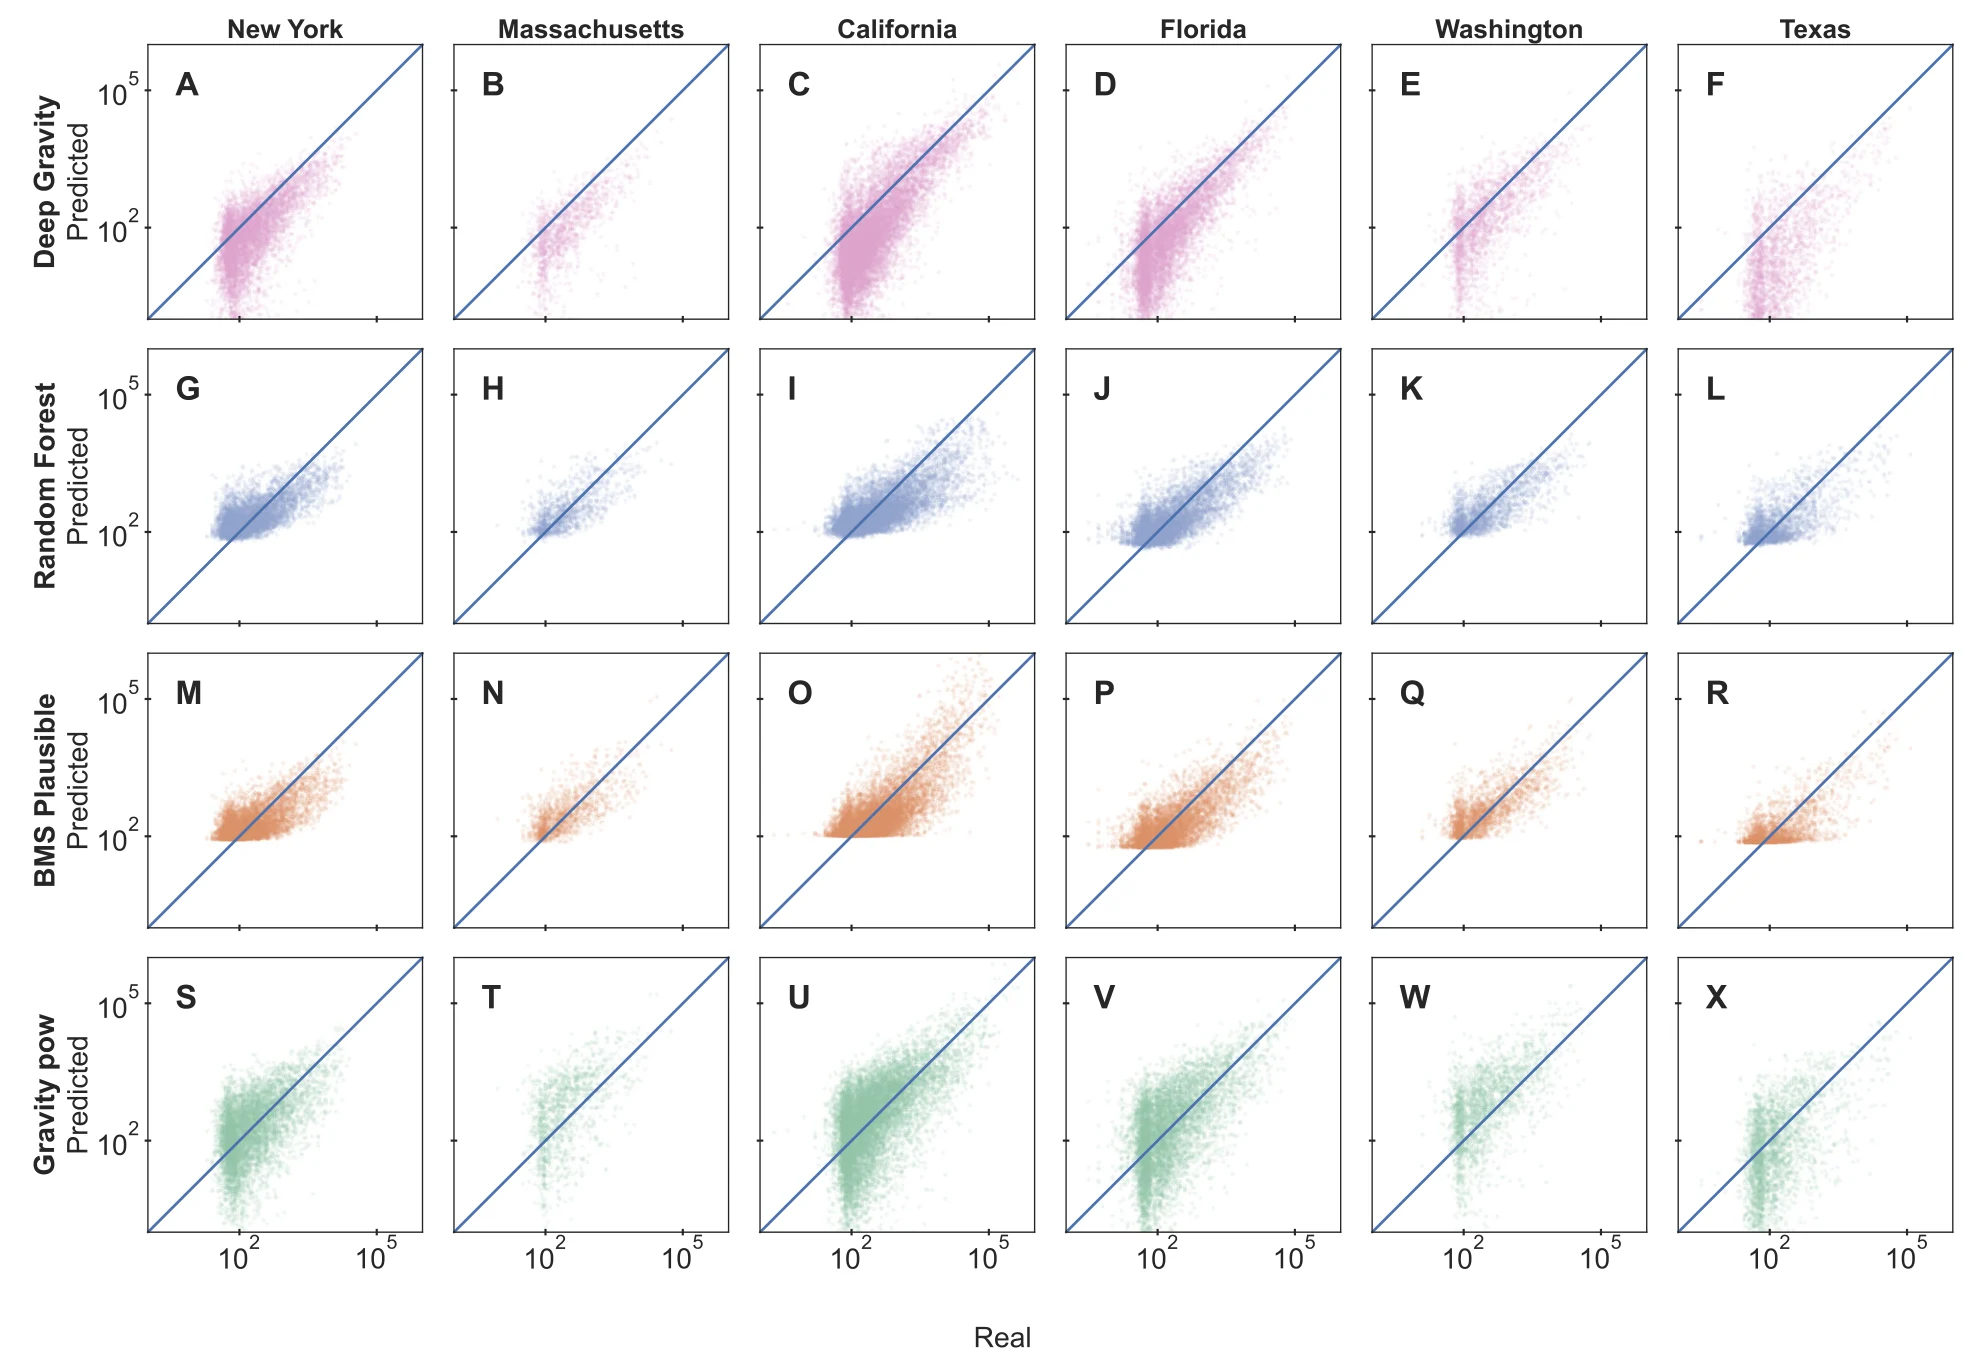 New York Massachusetts California Florida Washington Texas
Deep Gravity
Predicted
10^5
10^2
A B C D E F
Random Forest
Predicted
10^5
10^2
G H I J K L
BMS Plausible
Predicted
10^5
10^2
M N O P Q R
Gravity pow
Predicted
10^5
10^2
S T U V W X
10^2 10^5 10^2 10^5 10^2 10^5 10^2 10^5 10^2 10^5 10^2 10^5
Real